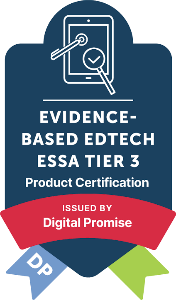 EVIDENCE-
BASED EDTECH
ESSA TIER 3
Product Certification
ISSUED BY
Digital Promise
DP